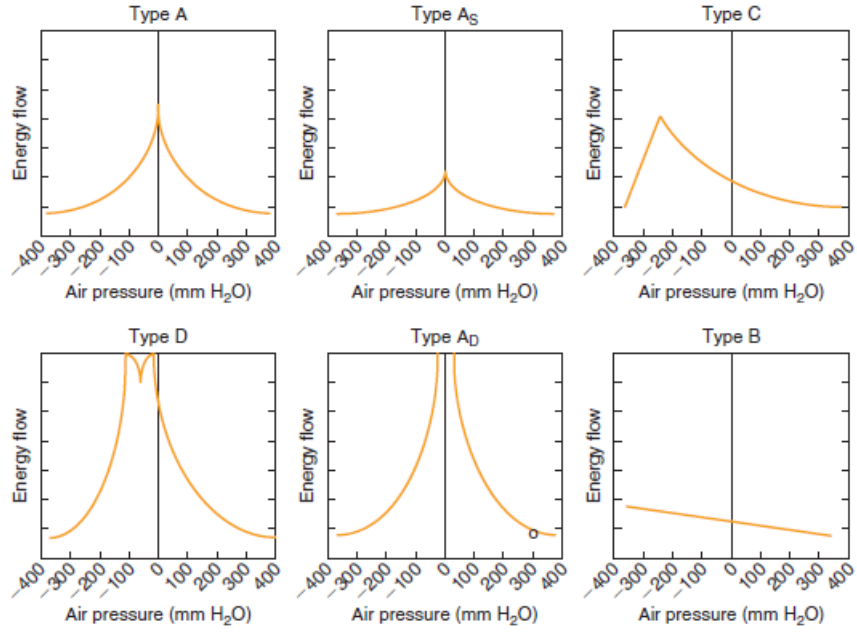 Type A
Type A_S
Type C
Energy flow
Energy flow
Energy flow
–400 –300 –200 –100 0 100 200 300 400
–400 –300 –200 –100 0 100 200 300 400
–400 –300 –200 –100 0 100 200 300 400
Air pressure (mm H₂O)
Air pressure (mm H₂O)
Air pressure (mm H₂O)
Type D
Type A_D
Type B
Energy flow
Energy flow
Energy flow
–400 –300 –200 –100 0 100 200 300 400
o
–400 –300 –200 –100 0 100 200 300 400
–400 –300 –200 –100 0 100 200 300 400
Air pressure (mm H₂O)
Air pressure (mm H₂O)
Air pressure (mm H₂O)